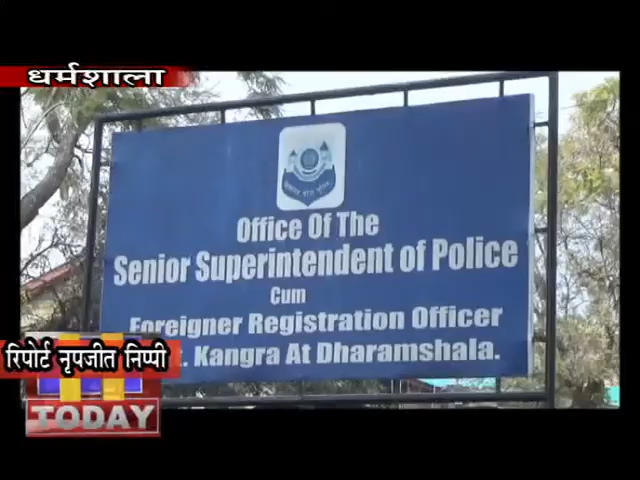 धर्मशाला
Office Of The
Senior Superintendent of Police
Cum
Foreigner Registration Officer
. Kangra At Dharamshala.
रिपोर्ट नृपजीत निप्पी
TODAY